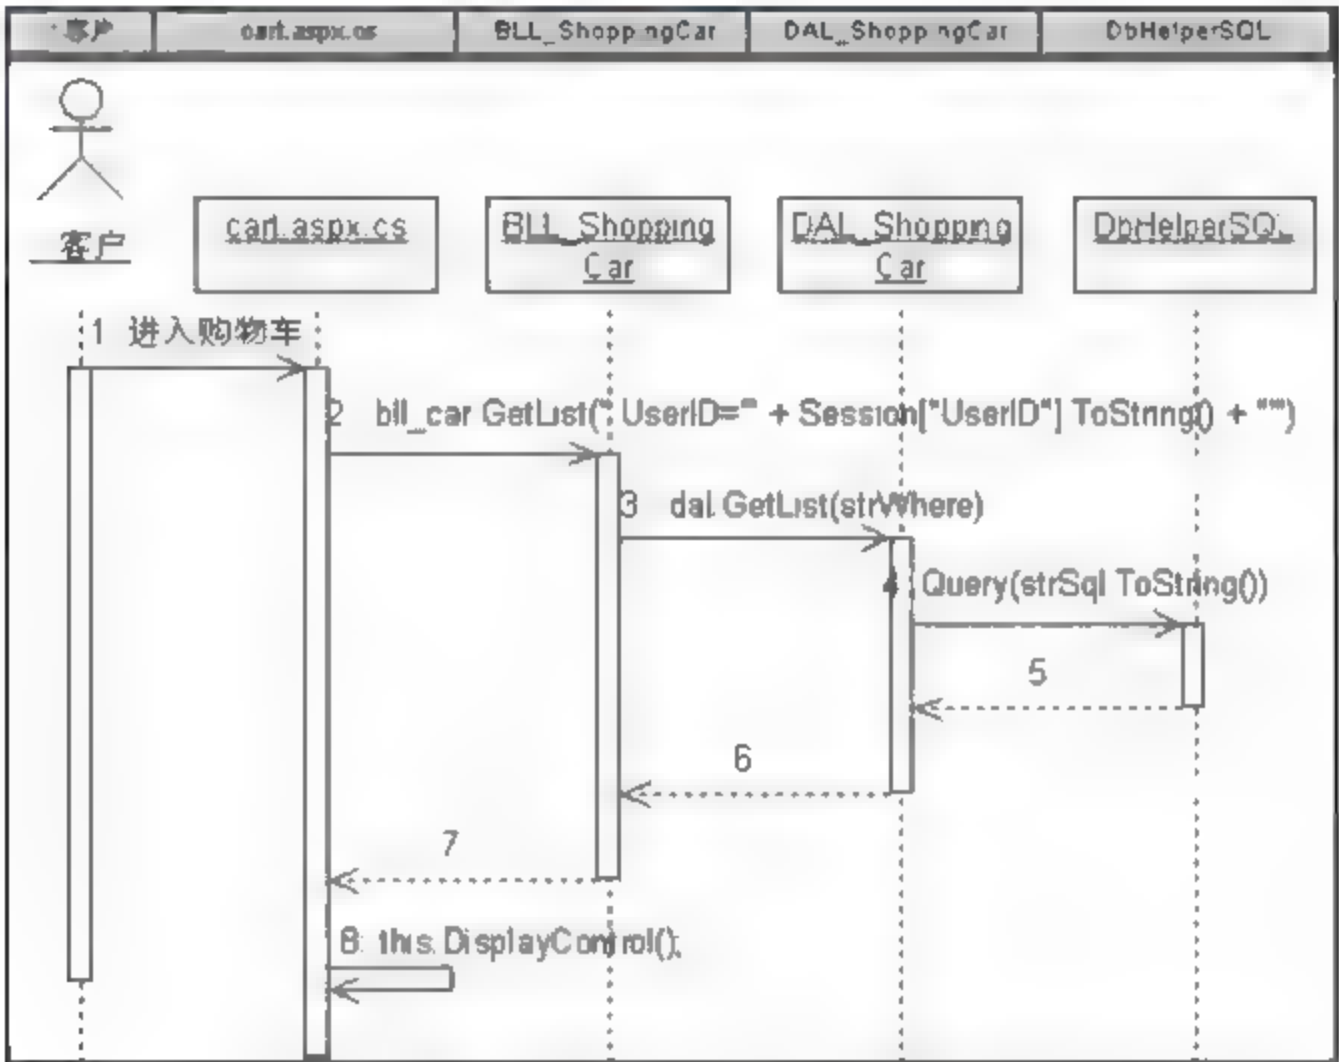 客户 cart.aspx.cs BLL_ShoppingCar DAL_ShoppingCar DbHelperSQL
客户
cart.aspx.cs
BLL_Shopping
Car
DAL_Shopping
Car
DbHelperSQL
1 进入购物车
2 bll_car GetList(" UserID='" + Session["UserID"] ToString() + "'")
3 dal.GetList(strWhere)
4 Query(strSql ToString())
5
6
7
8: this.DisplayControl();